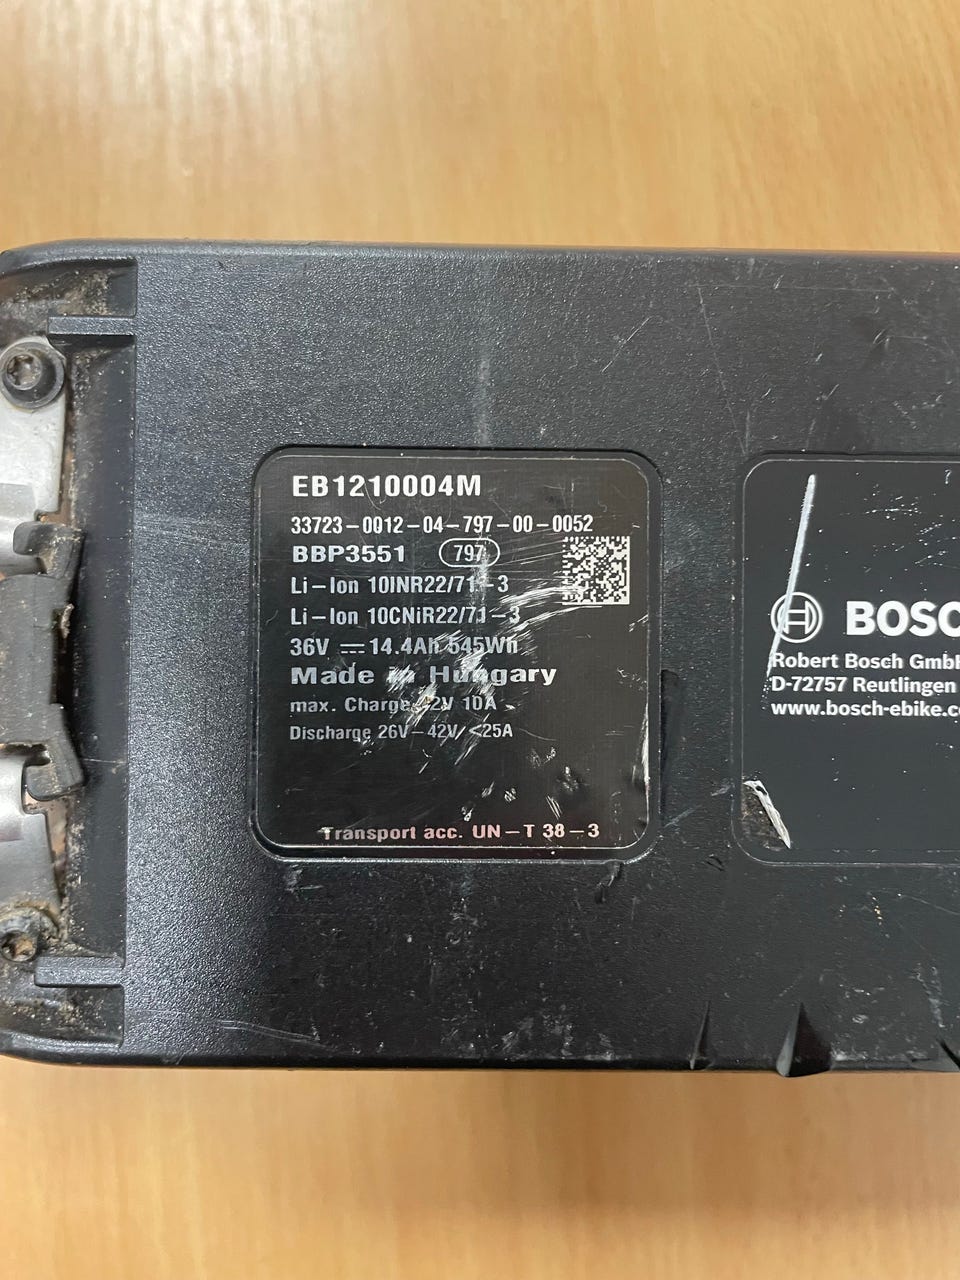 EB1210004M
33723-0012-04-797-00-0052
BBP3551 797
Li-Ion 10INR22/71-3
Li-Ion 10CNiR22/71-3
36V ⎓ 14.4Ah 545Wh
Made in Hungary
max. Charge 42V 10A
Discharge 26V-42V/<25A
Transport acc. UN-T 38-3
BOSC
Robert Bosch GmbH
D-72757 Reutlingen
www.bosch-ebike.co